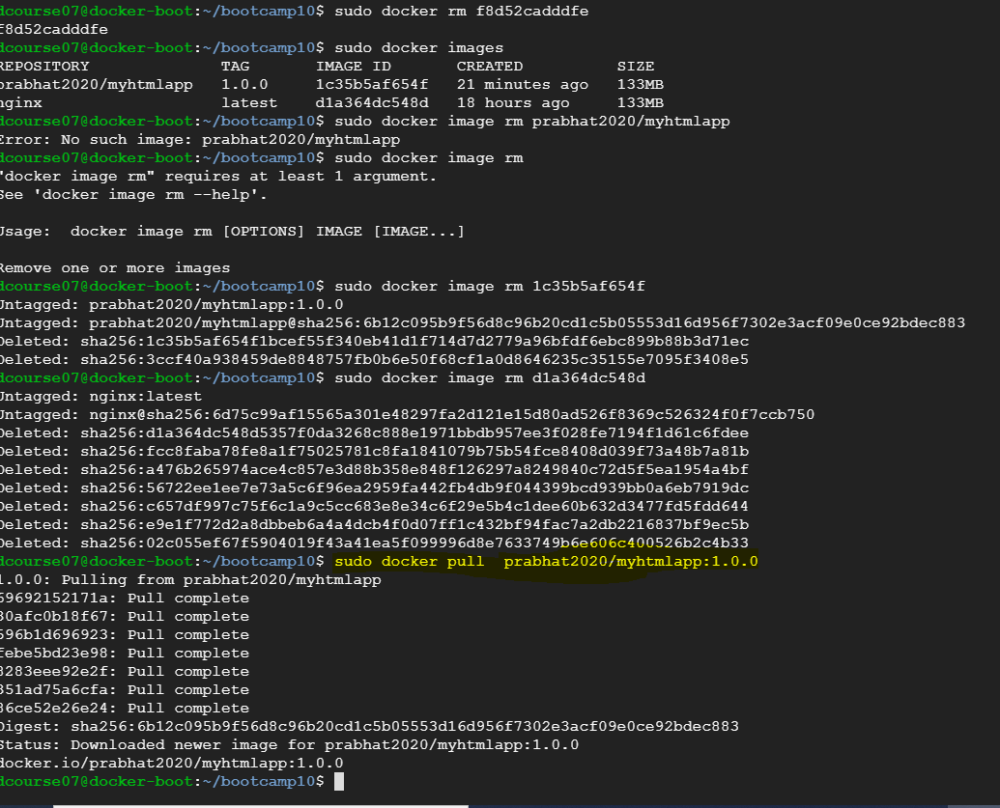 dcourse07@docker-boot:~/bootcamp10$ sudo docker rm f8d52cadddfe
f8d52cadddfe
dcourse07@docker-boot:~/bootcamp10$ sudo docker images
REPOSITORY TAG IMAGE ID CREATED SIZE
prabhat2020/myhtmlapp 1.0.0 1c35b5af654f 21 minutes ago 133MB
nginx latest d1a364dc548d 18 hours ago 133MB
dcourse07@docker-boot:~/bootcamp10$ sudo docker image rm prabhat2020/myhtmlapp
Error: No such image: prabhat2020/myhtmlapp
dcourse07@docker-boot:~/bootcamp10$ sudo docker image rm
"docker image rm" requires at least 1 argument.
See 'docker image rm --help'.
Usage: docker image rm [OPTIONS] IMAGE [IMAGE...]
Remove one or more images
dcourse07@docker-boot:~/bootcamp10$ sudo docker image rm 1c35b5af654f
Untagged: prabhat2020/myhtmlapp:1.0.0
Untagged: prabhat2020/myhtmlapp@sha256:6b12c095b9f56d8c96b20cd1c5b05553d16d956f7302e3acf09e0ce92bdec883
Deleted: sha256:1c35b5af654f1bcef55f340eb41d1f714d7d2779a96bfdf6ebc899b88b3d71ec
Deleted: sha256:3ccf40a938459de8848757fb0b6e50f68cf1a0d8646235c35155e7095f3408e5
dcourse07@docker-boot:~/bootcamp10$ sudo docker image rm d1a364dc548d
Untagged: nginx:latest
Untagged: nginx@sha256:6d75c99af15565a301e48297fa2d121e15d80ad526f8369c526324f0f7ccb750
Deleted: sha256:d1a364dc548d5357f0da3268c888e1971bbdb957ee3f028fe7194f1d61c6fdee
Deleted: sha256:fcc8faba78fe8a1f75025781c8fa1841079b75b54fce8408d039f73a48b7a81b
Deleted: sha256:a476b265974ace4c857e3d88b358e848f126297a8249840c72d5f5ea1954a4bf
Deleted: sha256:56722ee1ee7e73a5c6f96ea2959fa442fb4db9f044399bcd939bb0a6eb7919dc
Deleted: sha256:c657df997c75f6c1a9c5cc683e8e34c6f29e5b4c1dee60b632d3477fd5fdd644
Deleted: sha256:e9e1f772d2a8dbbeb6a4a4dcb4f0d07ff1c432bf94fac7a2db2216837bf9ec5b
Deleted: sha256:02c055ef67f5904019f43a41ea5f099996d8e7633749b6e606c400526b2c4b33
dcourse07@docker-boot:~/bootcamp10$ sudo docker pull prabhat2020/myhtmlapp:1.0.0
1.0.0: Pulling from prabhat2020/myhtmlapp
69692152171a: Pull complete
30afc0b18f67: Pull complete
596b1d696923: Pull complete
febe5bd23e98: Pull complete
8283eee92e2f: Pull complete
351ad75a6cfa: Pull complete
86ce52e26e24: Pull complete
Digest: sha256:6b12c095b9f56d8c96b20cd1c5b05553d16d956f7302e3acf09e0ce92bdec883
Status: Downloaded newer image for prabhat2020/myhtmlapp:1.0.0
docker.io/prabhat2020/myhtmlapp:1.0.0
dcourse07@docker-boot:~/bootcamp10$